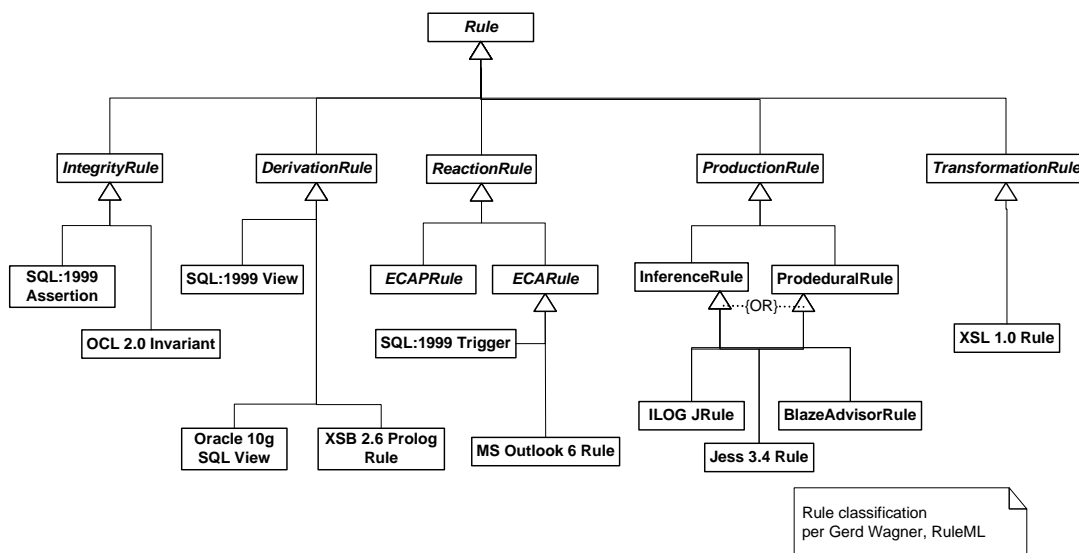 Rule
IntegrityRule
DerivationRule
ReactionRule
ProductionRule
TransformationRule
SQL:1999
Assertion
SQL:1999 View
ECAPRule
ECARule
InferenceRule
ProdeduralRule
{OR}
OCL 2.0 Invariant
SQL:1999 Trigger
XSL 1.0 Rule
ILOG JRule
BlazeAdvisorRule
Oracle 10g
SQL View
XSB 2.6 Prolog
Rule
MS Outlook 6 Rule
Jess 3.4 Rule
Rule classification
per Gerd Wagner, RuleML